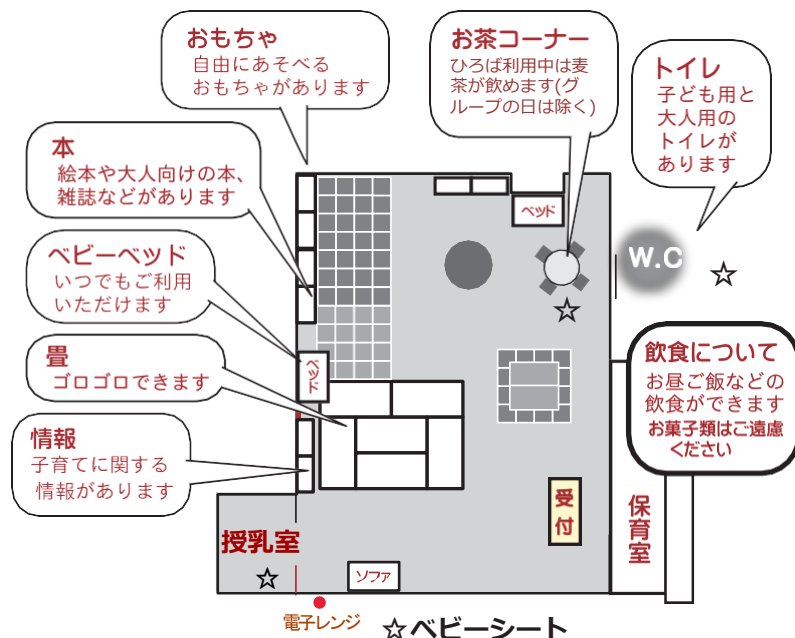 おもちゃ
自由にあそべる
おもちゃがあります
お茶コーナー
ひろば利用中は麦
茶が飲めます(グ
ループの日は除く)
トイレ
子ども用と
大人用の
トイレが
あります
本
絵本や大人向けの本、
雑誌などがあります
ベビーベッド
いつでもご利用
いただけます
畳
ゴロゴロできます
情報
子育てに関する
情報があります
ベッド
W.C
☆
☆
ベッド
飲食について
お昼ご飯などの
飲食ができます
お菓子類はご遠慮
ください
受付
保育室
授乳室
☆
ソファ
電子レンジ
☆ベビーシート